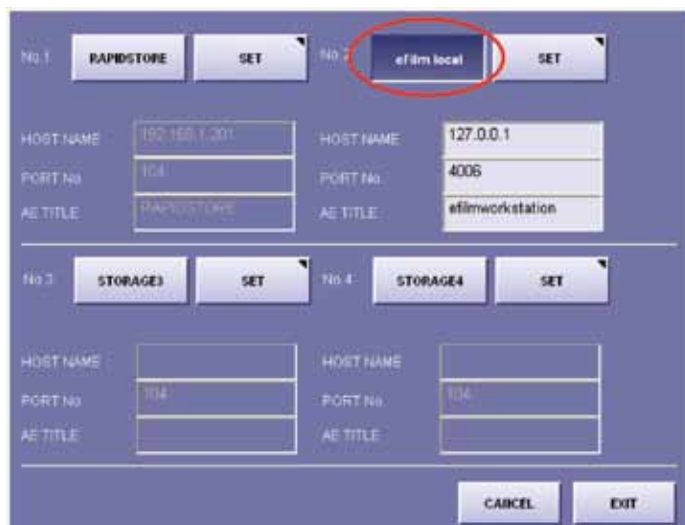 No.1 RAPIDSTORE SET No.2 eFilm local SET
HOST NAME 192.168.1.201 HOST NAME 127.0.0.1
PORT No. 104 PORT No. 4006
AE TITLE RAPIDSTORE AE TITLE efilmworkstation
No.3 STORAGE3 SET No.4 STORAGE4 SET
HOST NAME HOST NAME
PORT No. 104 PORT No. 104
AE TITLE AE TITLE
CANCEL EXIT